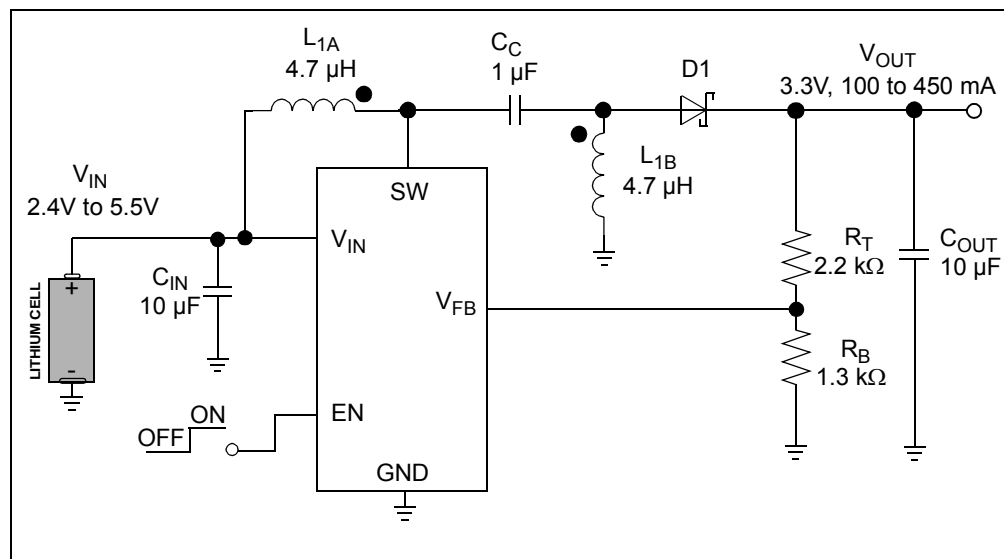 L1A
4.7 µH
CC
1 µF
D1
VOUT
3.3V, 100 to 450 mA
L1B
4.7 µH
VIN
2.4V to 5.5V
SW
VIN
CIN
10 µF
LITHIUM CELL
+
-
VFB
RT
2.2 kΩ
COUT
10 µF
RB
1.3 kΩ
ON
OFF
EN
GND